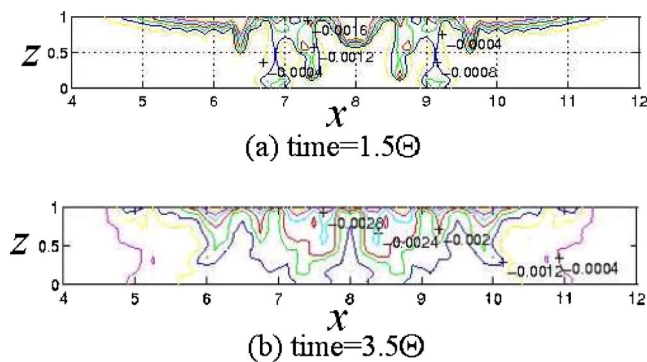 1
z 0.5
0
-0.0016
-0.0012
-0.0004
-0.0004
-0.0008
4 5 6 7 8 9 10 11 12
x
(a) time=1.5Θ
1
z 0.5
0
-0.0028
-0.0024
-0.002
-0.0012
-0.0004
4 5 6 7 8 9 10 11 12
x
(b) time=3.5Θ